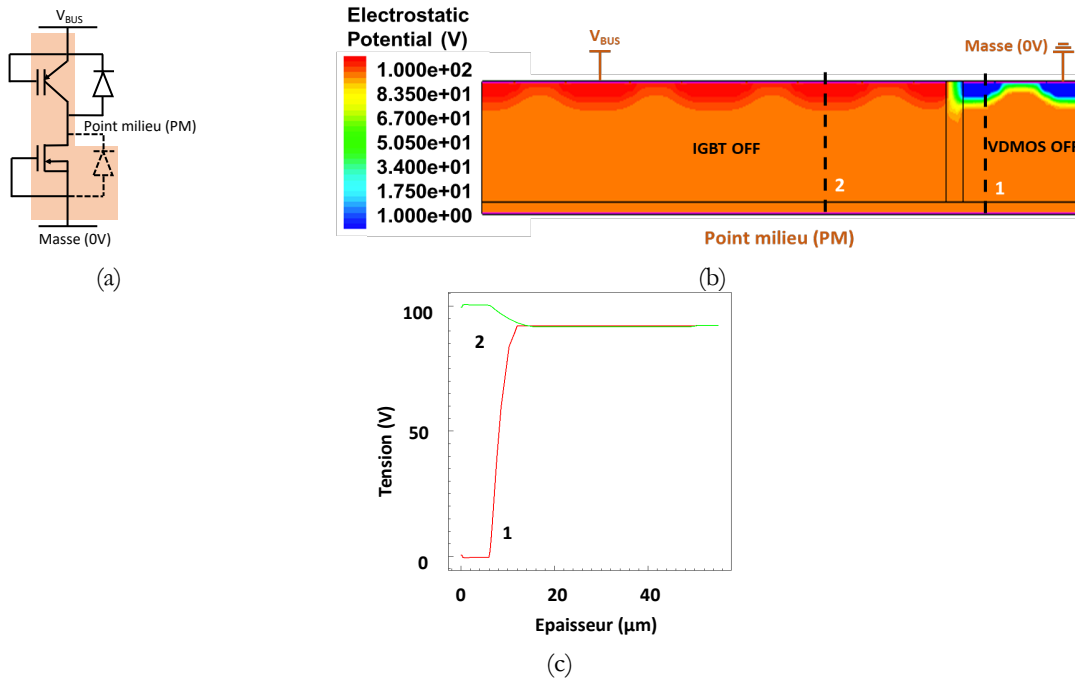 V_BUS
Point milieu (PM)
Masse (0V)
(a)
Electrostatic
Potential (V)
1.000e+02
8.350e+01
6.700e+01
5.050e+01
3.400e+01
1.750e+01
1.000e+00
V_BUS
Masse (0V)
IGBT OFF
VDMOS OFF
2
1
Point milieu (PM)
(b)
100
50
0
2
1
Tension (V)
0
20
40
Epaisseur (µm)
(c)